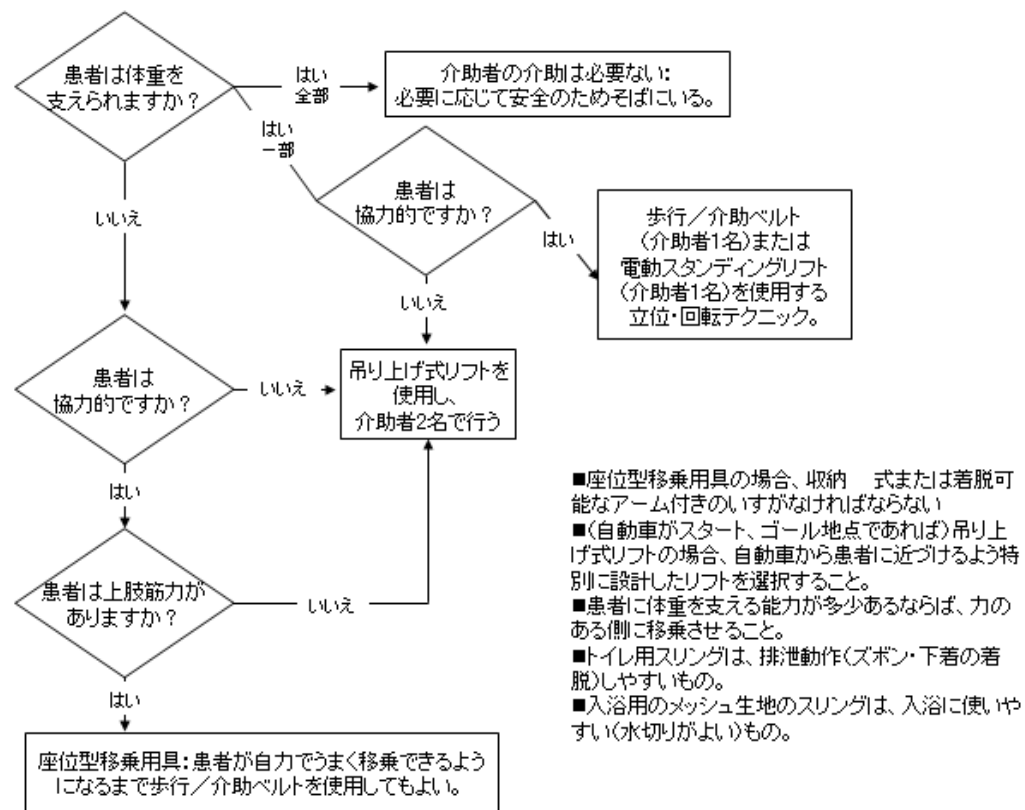 患者は体重を
支えられますか？
はい
全部
介助者の介助は必要ない：
必要に応じて安全のためそばにいる。
はい
一部
患者は
協力的ですか？
はい
歩行／介助ベルト
（介助者1名）または
電動スタンディングリフト
（介助者1名）を使用する
立位・回転テクニック。
いいえ
いいえ
患者は
協力的ですか？
いいえ
吊り上げ式リフトを
使用し、
介助者2名で行う
はい
患者は上肢筋力が
ありますか？
いいえ
はい
座位型移乗用具：患者が自力でうまく移乗できるよう
になるまで歩行／介助ベルトを使用してもよい。
■座位型移乗用具の場合、収納　式または着脱可
能なアーム付きのいすがなければならない
■（自動車がスタート、ゴール地点であれば）吊り上
げ式リフトの場合、自動車から患者に近づけるよう特
別に設計したリフトを選択すること。
■患者に体重を支える能力が多少あるならば、力の
ある側に移乗させること。
■トイレ用スリングは、排泄動作（ズボン・下着の着
脱）しやすいもの。
■入浴用のメッシュ生地のスリングは、入浴に使いや
すい（水切りがよい）もの。